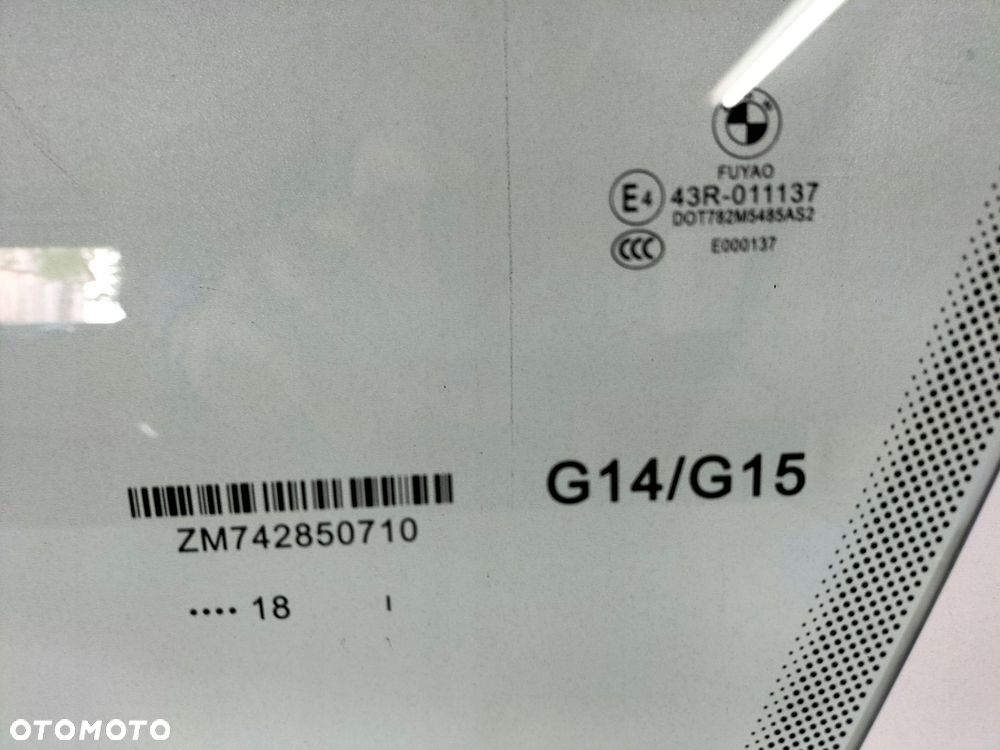 FUYAO
E4 43R-011137
DOT782M5485AS2
CCC E000137
G14/G15
ZM742850710
•••• 18 I
OTOMOTO